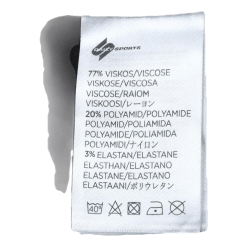 DAILY SPORTS
77% VISKOS/VISCOSE
VISKOSE/VISCOSA
VISCOSE/RAIOM
VISKOOSI/レーヨン
20% POLYAMID/POLYAMIDE
POLYAMID/POLIAMIDA
POLYAMIDE/POLIAMIDA
POLYAMIDI/ナイロン
3% ELASTAN/ELASTANE
ELASTHAN/ELASTANO
ELASTANE/ELASTANO
ELASTAANI/ポリウレタン
40°